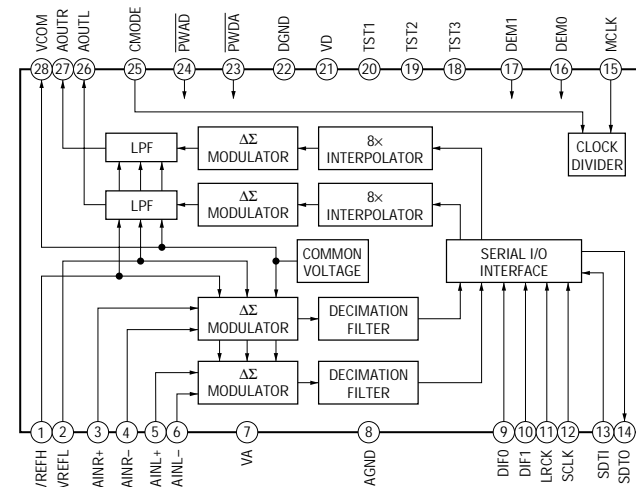 VCOM
AOUTR
AOUTL
CMODE
PWAD
PWDA
DGND
VD
TST1
TST2
TST3
DEM1
DEM0
MCLK
28
27
26
25
24
23
22
21
20
19
18
17
16
15
LPF
ΔΣ
MODULATOR
8×
INTERPOLATOR
CLOCK
DIVIDER
LPF
ΔΣ
MODULATOR
8×
INTERPOLATOR
COMMON
VOLTAGE
SERIAL I/O
INTERFACE
ΔΣ
MODULATOR
DECIMATION
FILTER
ΔΣ
MODULATOR
DECIMATION
FILTER
1
2
3
4
5
6
7
8
9
10
11
12
13
14
VREFH
VREFL
AINR+
AINR−
AINL+
AINL−
VA
AGND
DIF0
DIF1
LRCK
SCLK
SDTI
SDTO